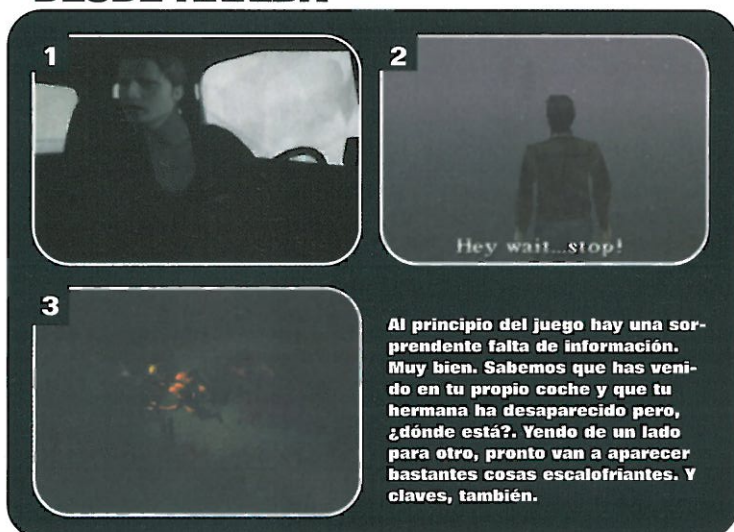 1
2
Hey wait...stop!
3
Al principio del juego hay una sor-
prendente falta de información.
Muy bien. Sabemos que has veni-
do en tu propio coche y que tu
hermana ha desaparecido pero,
¿dónde está?. Yendo de un lado
para otro, pronto van a aparecer
bastantes cosas escalofriantes. Y
claves, también.